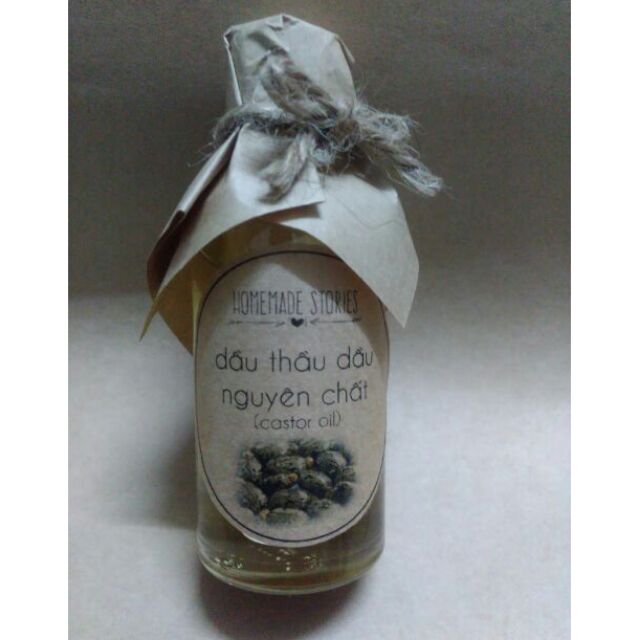 HOMEMADE STORIES
dầu thầu dầu
nguyên chất
(castor oil)